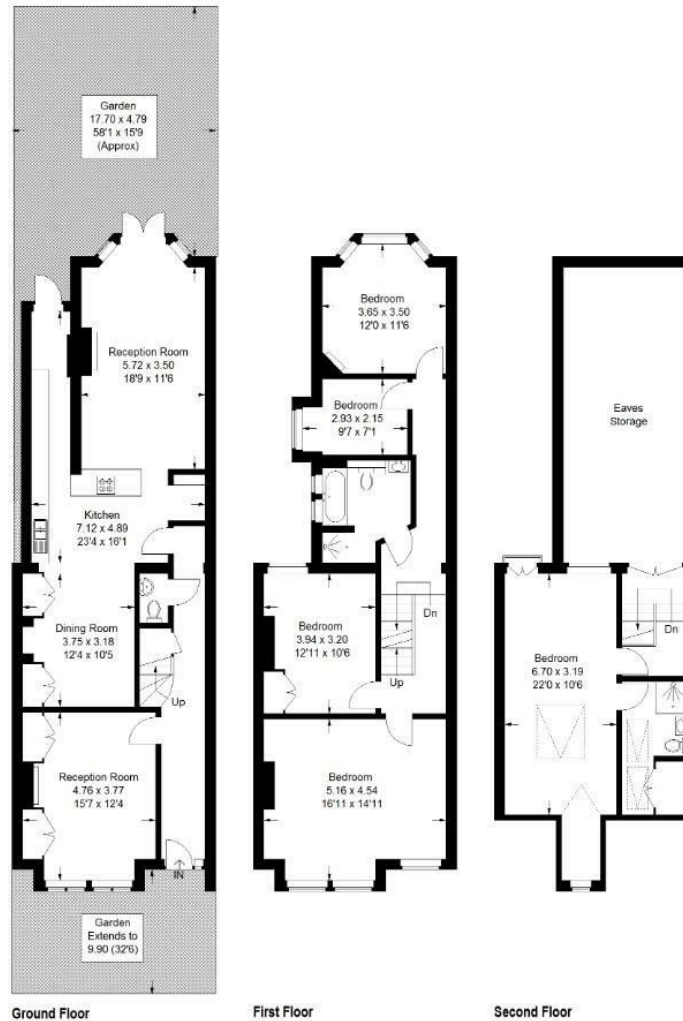 Garden
17.70 x 4.79
58'1 x 15'9
(Approx)
Reception Room
5.72 x 3.50
18'9 x 11'6
Kitchen
7.12 x 4.89
23'4 x 16'1
Dining Room
3.75 x 3.18
12'4 x 10'5
Up
Reception Room
4.76 x 3.77
15'7 x 12'4
IN
Garden
Extends to
9.90 (32'6)
Ground Floor
Bedroom
3.65 x 3.50
12'0 x 11'6
Bedroom
2.93 x 2.15
9'7 x 7'1
Dn
Bedroom
3.94 x 3.20
12'11 x 10'6
Up
Bedroom
5.16 x 4.54
16'11 x 14'11
First Floor
Eaves
Storage
Dn
Bedroom
6.70 x 3.19
22'0 x 10'6
Second Floor